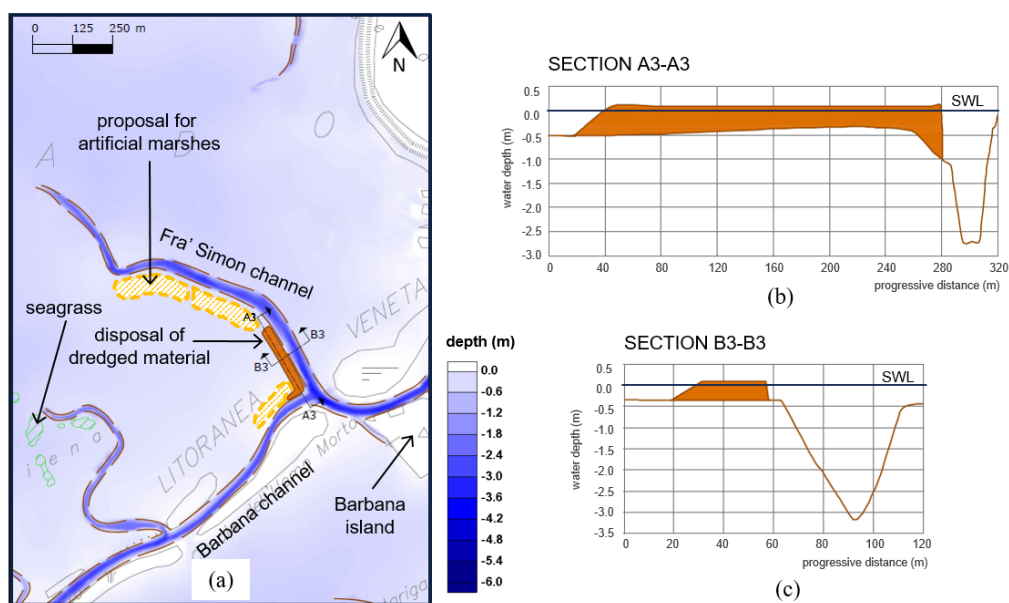 0 125 250 m
N
proposal for
artificial marshes
A
D
O
Fra' Simon channel
seagrass
disposal of
dredged material
A3
B3
B3
A3
VENETA
LITORANEA
Morto
i e n a
Barbana channel
Barbana
island
(a)
depth (m)
0.0
-0.6
-1.2
-1.8
-2.4
-3.0
-3.6
-4.2
-4.8
-5.4
-6.0
SECTION A3-A3
SWL
water depth (m)
0.5
0.0
-0.5
-1.0
-1.5
-2.0
-2.5
-3.0
0 40 80 120 160 200 240 280 320
progressive distance (m)
(b)
SECTION B3-B3
SWL
water depth (m)
0.5
0.0
-0.5
-1.0
-1.5
-2.0
-2.5
-3.0
3.5
0 20 40 60 80 100 120
progressive distance (m)
(c)